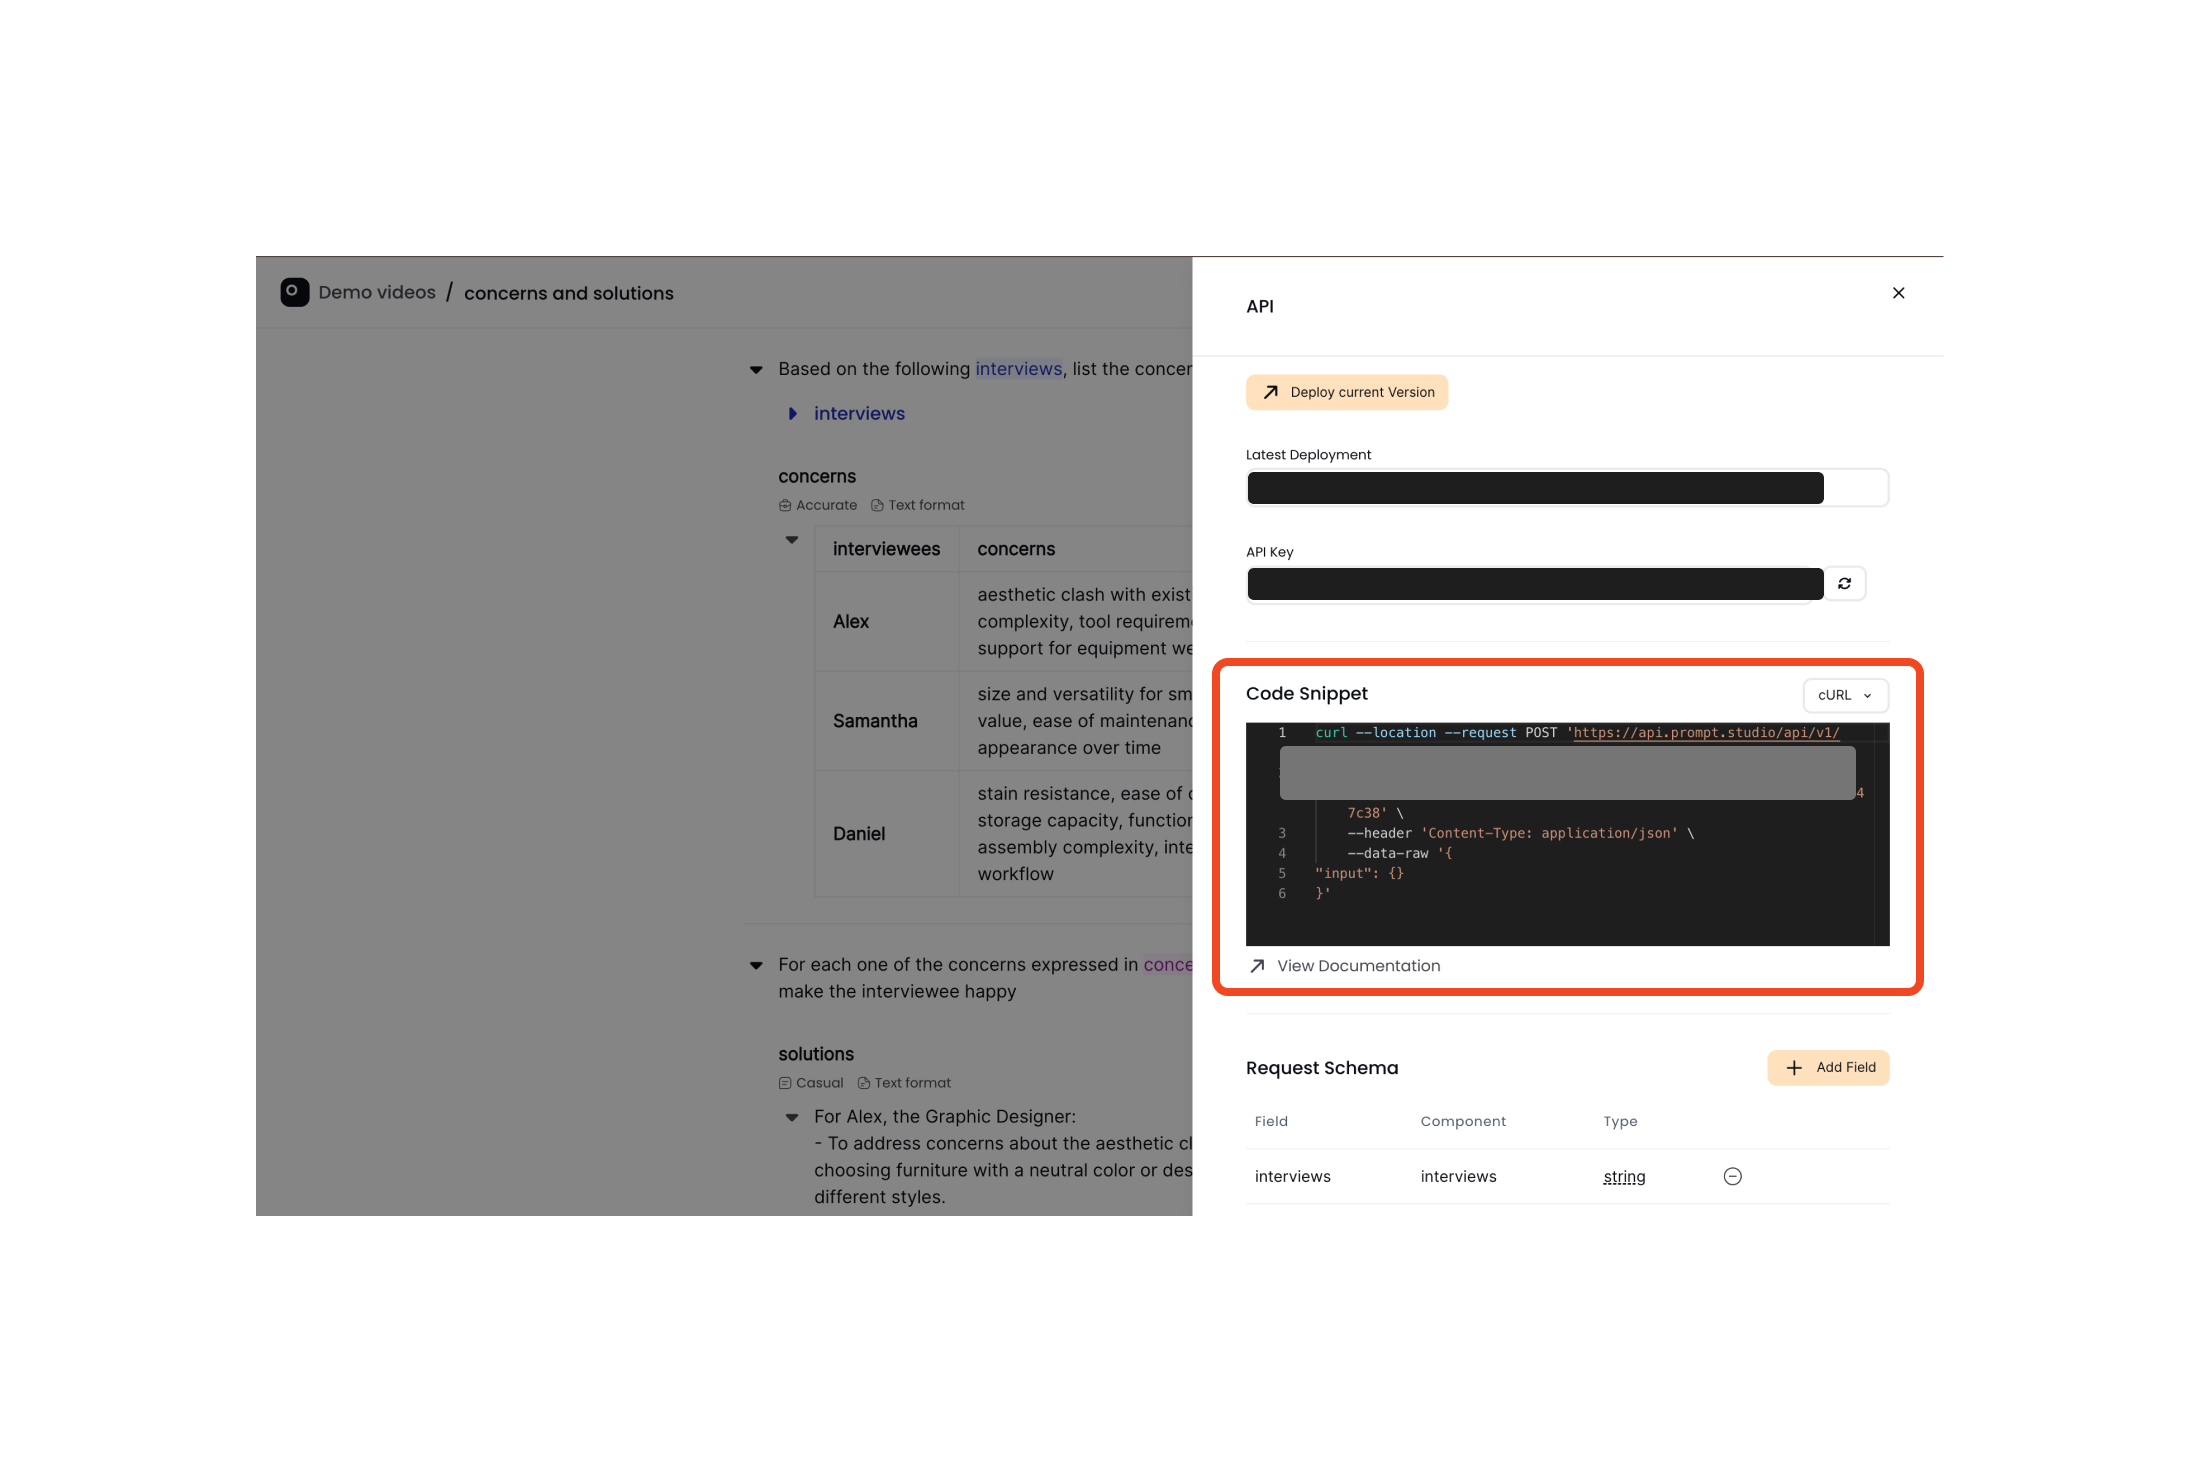 Demo videos / concerns and solutions
Based on the following interviews, list the concer
interviews
concerns
Accurate Text format
interviewees concerns
Alex
aesthetic clash with exist
complexity, tool requirem
support for equipment we
Samantha
size and versatility for sm
value, ease of maintenanc
appearance over time
Daniel
stain resistance, ease of
storage capacity, function
assembly complexity, inte
workflow
For each one of the concerns expressed in conce
make the interviewee happy
solutions
Casual Text format
For Alex, the Graphic Designer:
- To address concerns about the aesthetic cl
choosing furniture with a neutral color or des
different styles.
API
Deploy current Version
Latest Deployment
API Key
Code Snippet
cURL
1 curl --location --request POST 'https://api.prompt.studio/api/v1/
4
7c38' \
3 --header 'Content-Type: application/json' \
4 --data-raw '{
5 "input": {}
6 }'
View Documentation
Request Schema
Add Field
Field Component Type
interviews interviews string